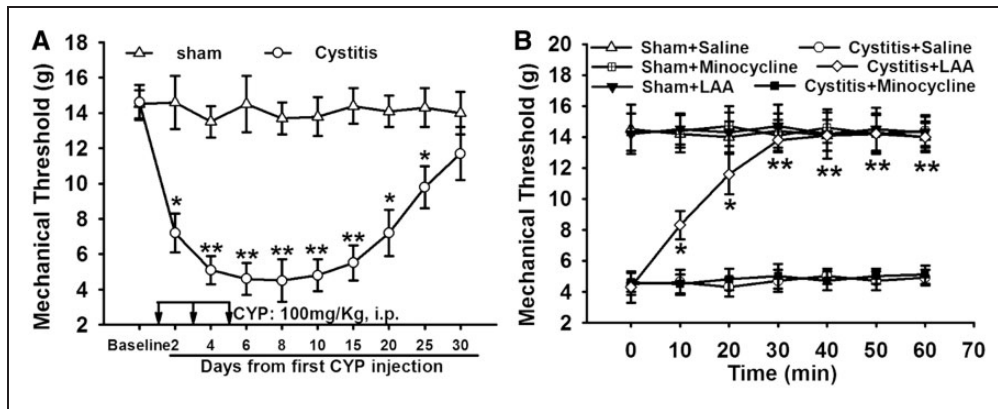 A
sham
Cystitis
Mechanical Threshold (g)
18
16
14
12
10
8
6
4
2
* ** ** ** ** ** * *
CYP: 100mg/Kg, i.p.
Baseline 2 4 6 8 10 15 20 25 30
Days from first CYP injection
B
Sham+Saline
Cystitis+Saline
Sham+Minocycline
Cystitis+LAA
Sham+LAA
Cystitis+Minocycline
Mechanical Threshold (g)
20
18
16
14
12
10
8
6
4
2
* * ** ** ** **
0 10 20 30 40 50 60 70
Time (min)